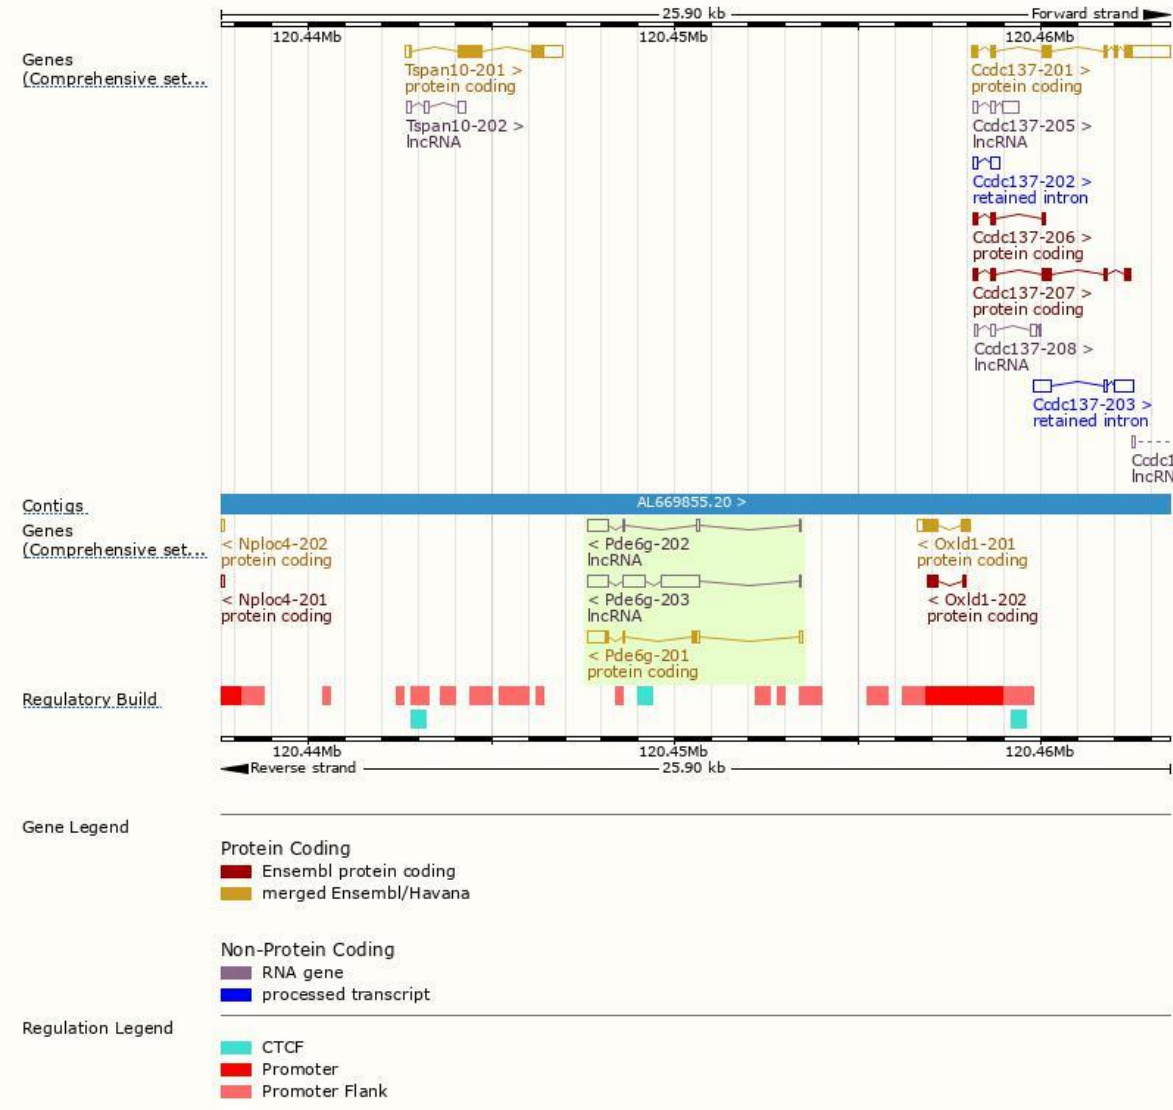 25.90 kb
Forward strand
120.44Mb 120.45Mb 120.46Mb
Genes
(Comprehensive set...
Tspan10-201 >
protein coding
Ccdc137-201 >
protein coding
Tspan10-202 >
lncRNA
Ccdc137-205 >
lncRNA
Ccdc137-202 >
retained intron
Ccdc137-206 >
protein coding
Ccdc137-207 >
protein coding
Ccdc137-208 >
lncRNA
Ccdc137-203 >
retained intron
Ccdc1
lncRN
Contigs
AL669855.20 >
Genes
(Comprehensive set...
< Nploc4-202
protein coding
< Pde6g-202
lncRNA
< Oxld1-201
protein coding
< Nploc4-201
protein coding
< Pde6g-203
lncRNA
< Oxld1-202
protein coding
< Pde6g-201
protein coding
Regulatory Build
120.44Mb 120.45Mb 120.46Mb
Reverse strand
25.90 kb
Gene Legend
Protein Coding
Ensembl protein coding
merged Ensembl/Havana
Non-Protein Coding
RNA gene
processed transcript
Regulation Legend
CTCF
Promoter
Promoter Flank